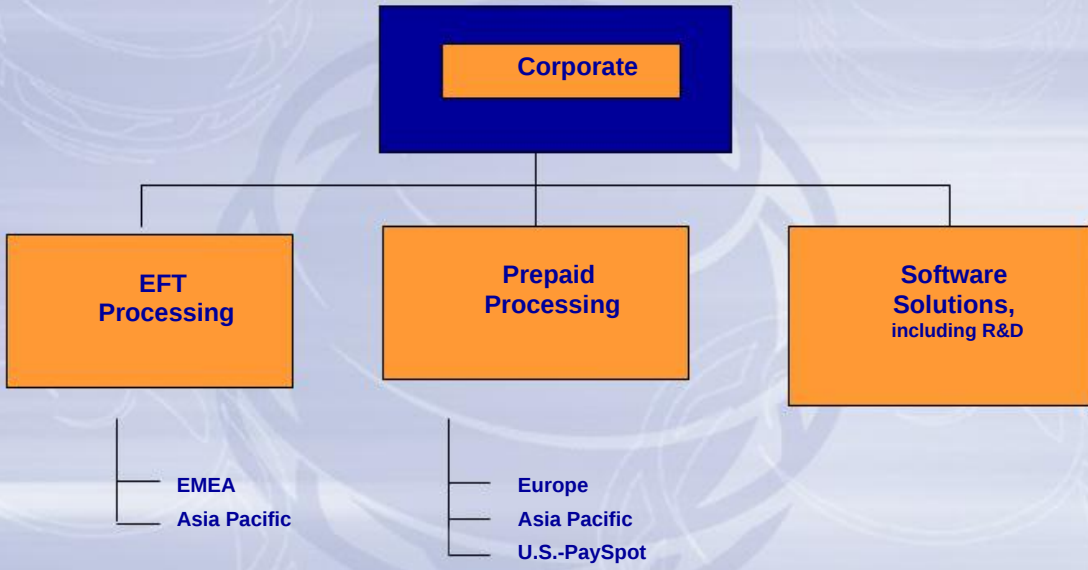 Corporate
EFT
Processing
Prepaid
Processing
Software
Solutions,
including R&D
EMEA
Asia Pacific
Europe
Asia Pacific
U.S.-PaySpot